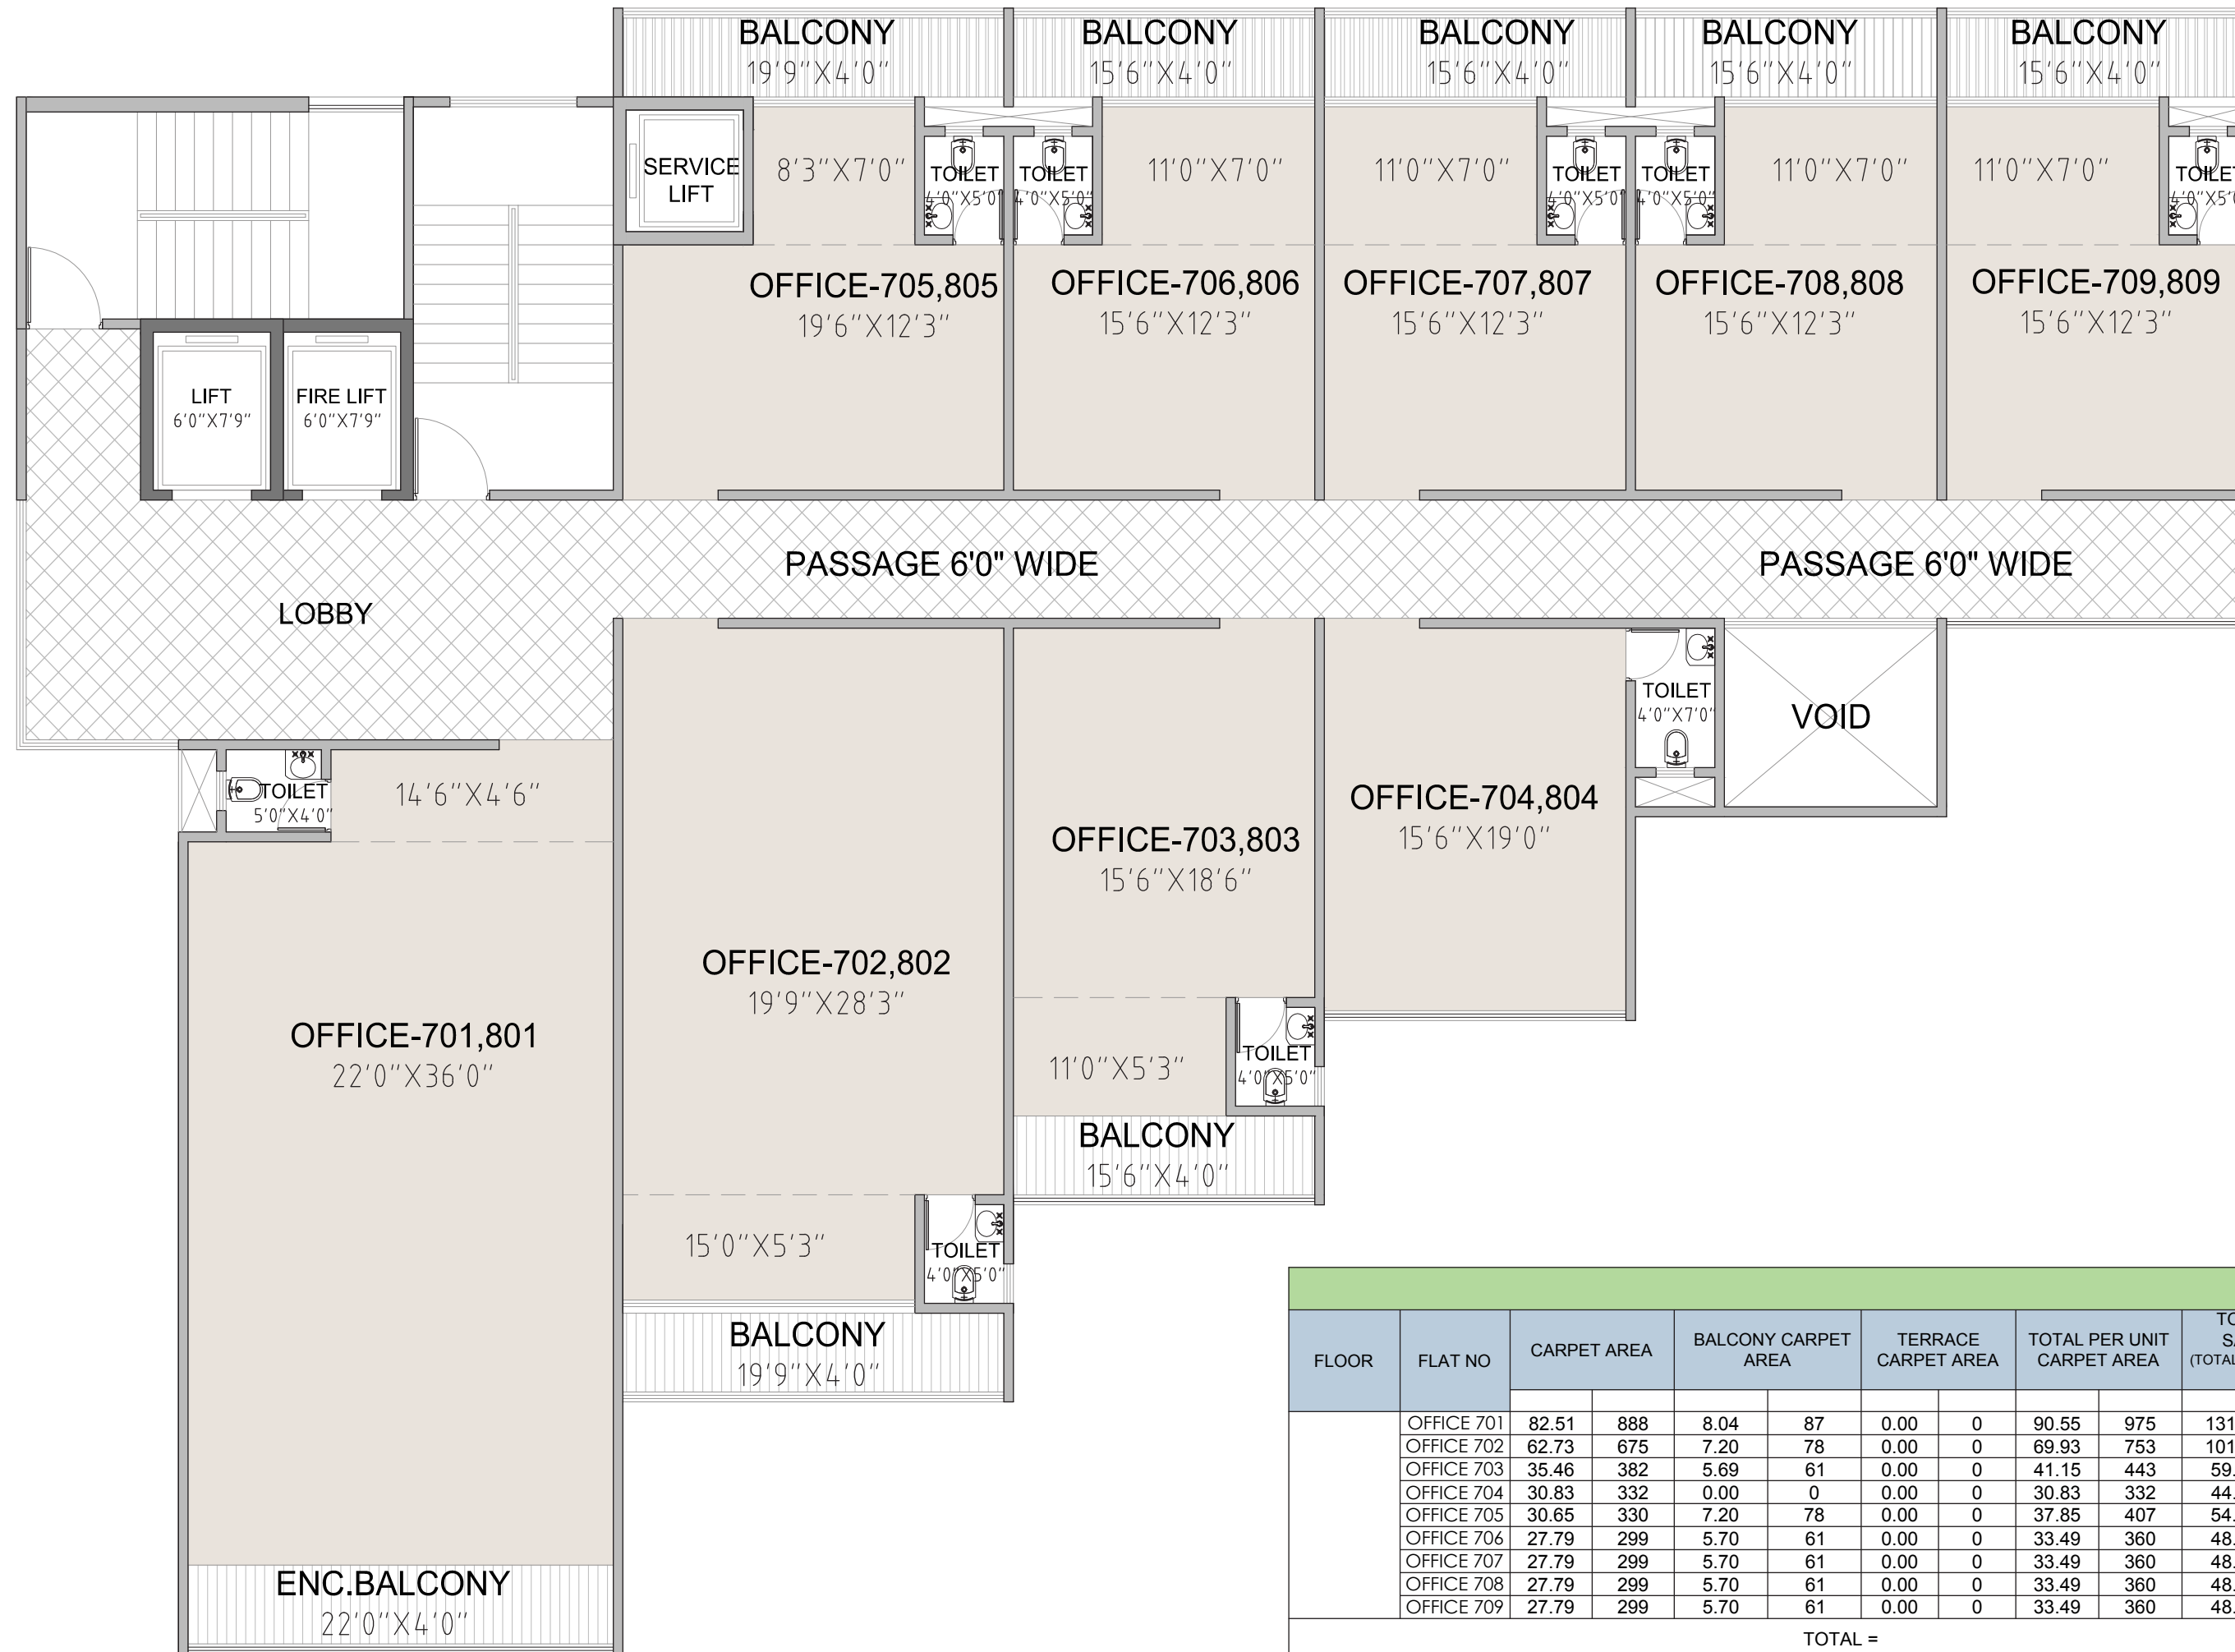 BALCONY
19'9"X4'0"
BALCONY
15'6"X4'0"
BALCONY
15'6"X4'0"
BALCONY
15'6"X4'0"
BALCONY
15'6"X4'0"
SERVICE
LIFT
8'3"X7'0"
TOILET
4'0"X5'0"
TOILET
4'0"X5'0"
11'0"X7'0"
11'0"X7'0"
TOILET
4'0"X5'0"
TOILET
4'0"X5'0"
11'0"X7'0"
11'0"X7'0"
OFFICE-705,805
19'6"X12'3"
OFFICE-706,806
15'6"X12'3"
OFFICE-707,807
15'6"X12'3"
OFFICE-708,808
15'6"X12'3"
OFFICE-709,809
15'6"X12'3"
LIFT
6'0"X7'9"
FIRE LIFT
6'0"X7'9"
PASSAGE 6'0" WIDE
PASSAGE 6'0" WIDE
LOBBY
TOILET
4'0"X7'0"
VOID
TOILET
5'0"X4'0"
14'6"X4'6"
OFFICE-704,804
15'6"X19'0"
OFFICE-703,803
15'6"X18'6"
OFFICE-702,802
19'9"X28'3"
OFFICE-701,801
22'0"X36'0"
11'0"X5'3"
TOILET
4'0"X5'0"
BALCONY
15'6"X4'0"
15'0"X5'3"
TOILET
4'0"X5'0"
BALCONY
19'9"X4'0"
ENC.BALCONY
22'0"X4'0"
FLOOR FLAT NO CARPET AREA BALCONY CARPET AREA TERRACE CARPET AREA TOTAL PER UNIT CARPET AREA
OFFICE 701 82.51 888 8.04 87 0.00 0 90.55 975 131
OFFICE 702 62.73 675 7.20 78 0.00 0 69.93 753 101
OFFICE 703 35.46 382 5.69 61 0.00 0 41.15 443 59.
OFFICE 704 30.83 332 0.00 0 0.00 0 30.83 332 44.
OFFICE 705 30.65 330 7.20 78 0.00 0 37.85 407 54.
OFFICE 706 27.79 299 5.70 61 0.00 0 33.49 360 48.
OFFICE 707 27.79 299 5.70 61 0.00 0 33.49 360 48.
OFFICE 708 27.79 299 5.70 61 0.00 0 33.49 360 48.
OFFICE 709 27.79 299 5.70 61 0.00 0 33.49 360 48.
TOTAL =